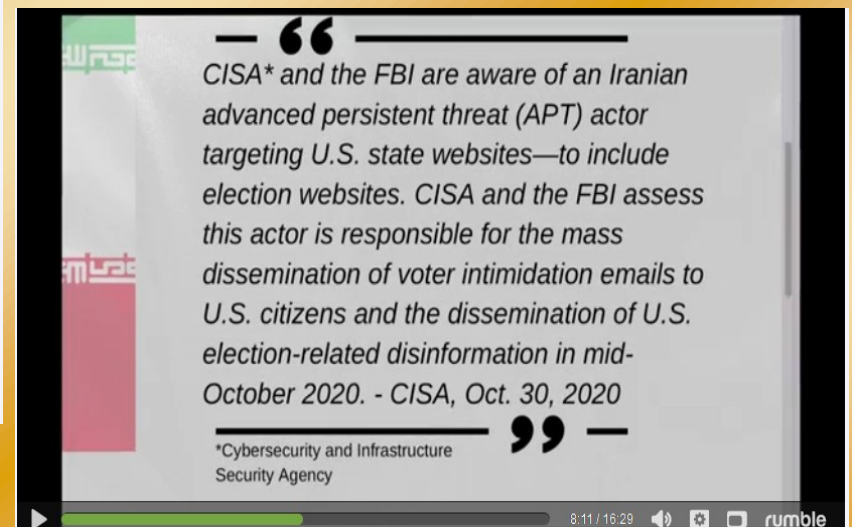 ❝
CISA* and the FBI are aware of an Iranian
advanced persistent threat (APT) actor
targeting U.S. state websites—to include
election websites. CISA and the FBI assess
this actor is responsible for the mass
dissemination of voter intimidation emails to
U.S. citizens and the dissemination of U.S.
election-related disinformation in mid-
October 2020. - CISA, Oct. 30, 2020
❞
*Cybersecurity and Infrastructure
Security Agency
8:11 / 16:29 rumble